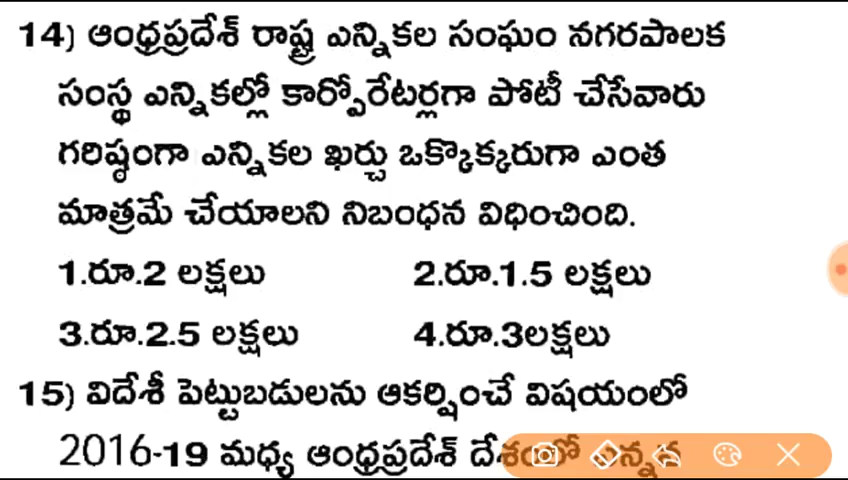 14) ఆంధ్రప్రదేశ్ రాష్ట్ర ఎన్నికల సంఘం నగరపాలక
సంస్థ ఎన్నికల్లో కార్పోరేటర్లగా పోటీ చేసేవారు
గరిష్ఠంగా ఎన్నికల ఖర్చు ఒక్కొక్కరుగా ఎంత
మాత్రమే చేయాలని నిబంధన విధించింది.
1.రూ.2 లక్షలు 2.రూ.1.5 లక్షలు
3.రూ.2.5 లక్షలు 4.రూ.3లక్షలు
15) విదేశీ పెట్టుబడులను ఆకర్షించే విషయంలో
2016-19 మధ్య ఆంధ్రప్రదేశ్